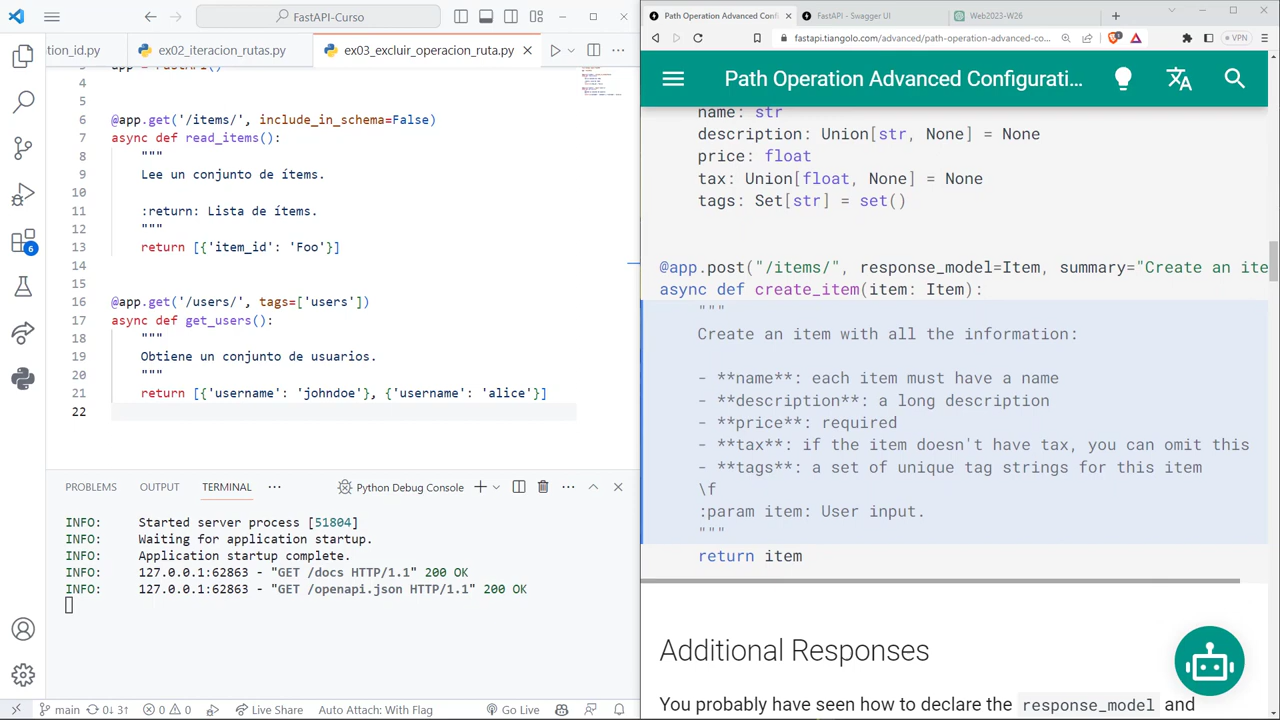 FastAPI-Curso
tion_id.py
ex02_iteracion_rutas.py
ex03_excluir_operacion_ruta.py
4
5
6 @app.get('/items/', include_in_schema=False)
7 async def read_items():
8 """
9 Lee un conjunto de ítems.
10
11 :return: Lista de ítems.
12 """
13 return [{'item_id': 'Foo'}]
14
15
16 @app.get('/users/', tags=['users'])
17 async def get_users():
18 """
19 Obtiene un conjunto de usuarios.
20 """
21 return [{'username': 'johndoe'}, {'username': 'alice'}]
22
6
PROBLEMS OUTPUT TERMINAL Python Debug Console
INFO: Started server process [51804]
INFO: Waiting for application startup.
INFO: Application startup complete.
INFO: 127.0.0.1:62863 - "GET /docs HTTP/1.1" 200 OK
INFO: 127.0.0.1:62863 - "GET /openapi.json HTTP/1.1" 200 OK
main 0↓ 3↑ 0 0 Live Share Auto Attach: With Flag Go Live
Path Operation Advanced Confi
FastAPI - Swagger UI
Web2023-W26
fastapi.tiangolo.com/advanced/path-operation-advanced-co...
VPN
Path Operation Advanced Configurati...
name: str
description: Union[str, None] = None
price: float
tax: Union[float, None] = None
tags: Set[str] = set()
@app.post("/items/", response_model=Item, summary="Create an ite
async def create_item(item: Item):
"""
Create an item with all the information:
- **name**: each item must have a name
- **description**: a long description
- **price**: required
- **tax**: if the item doesn't have tax, you can omit this
- **tags**: a set of unique tag strings for this item
\f
:param item: User input.
"""
return item
Additional Responses
You probably have seen how to declare the response_model and